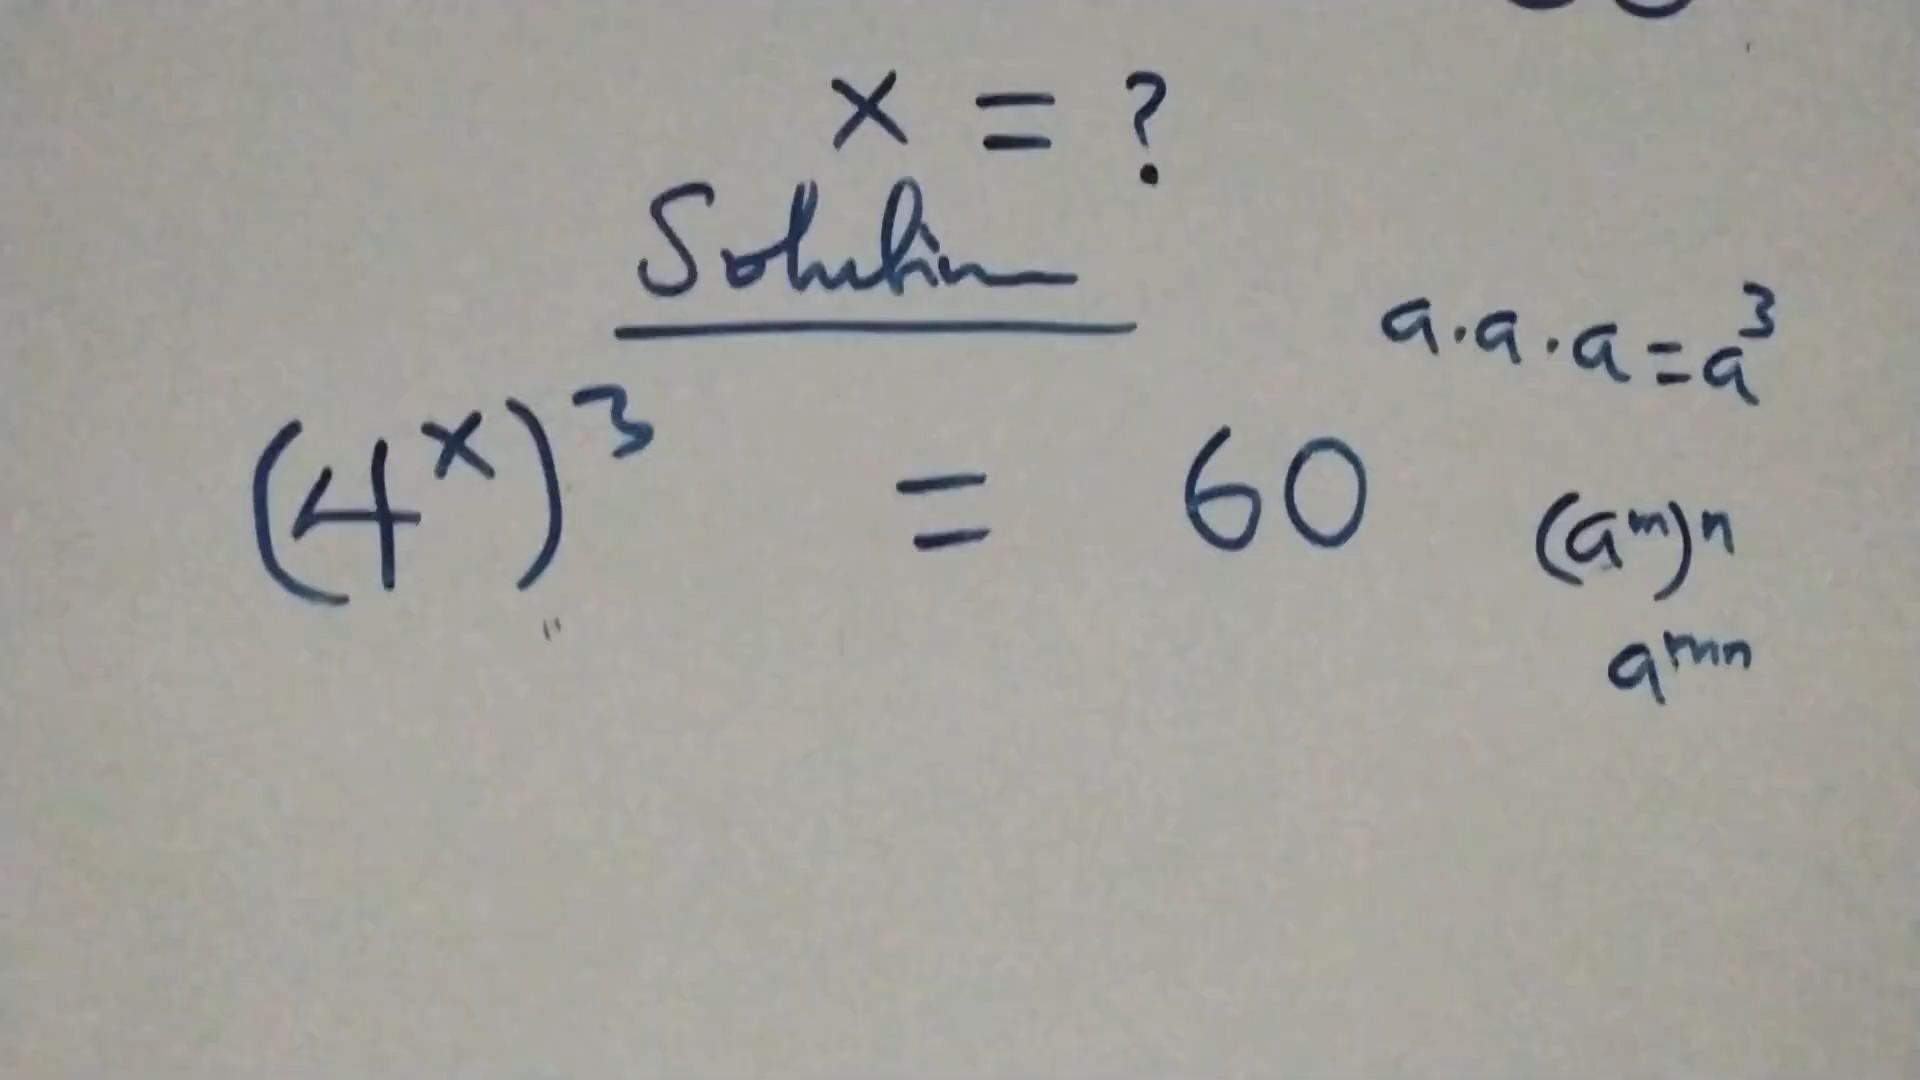 x = ?
Solution
a.a.a=a³
(4ˣ)³ = 60
(aᵐ)ⁿ
aᵐⁿ